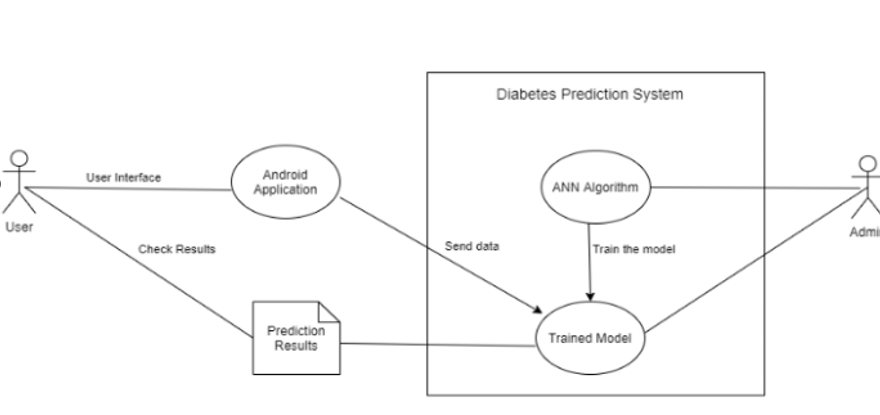 Diabetes Prediction System
User Interface
Android
Application
ANN Algorithm
User
Admi
Check Results
Send data
Train the model
Prediction
Results
Trained Model